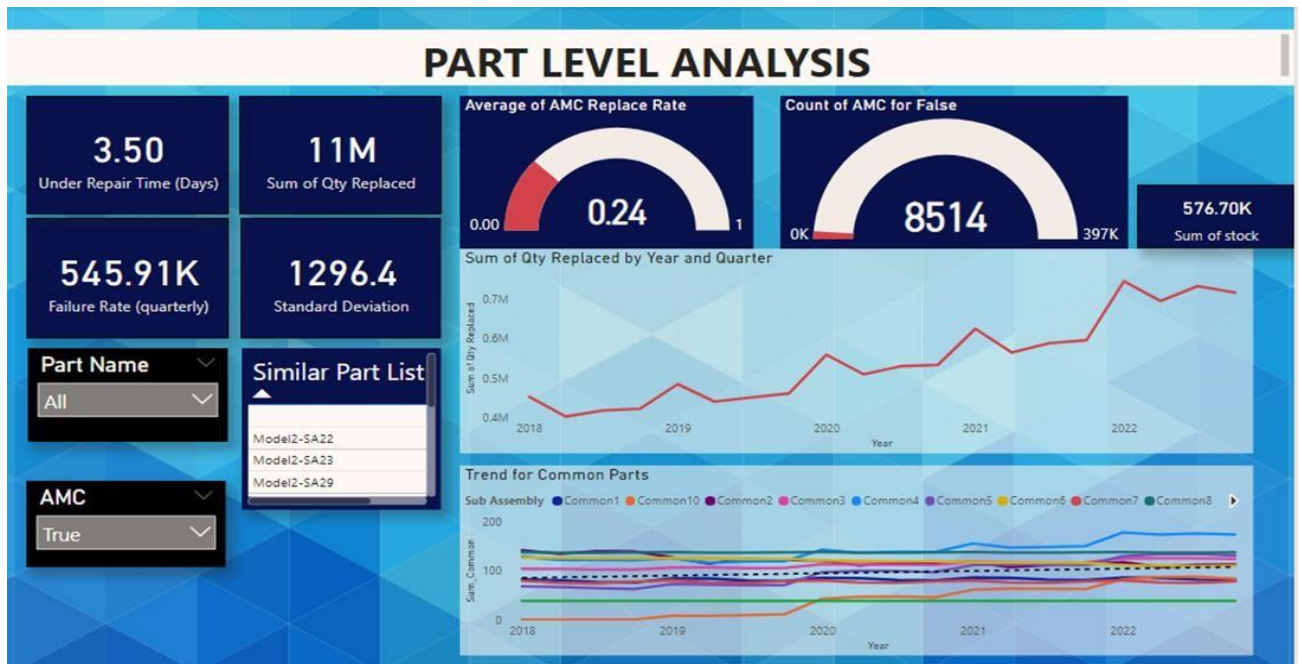 PART LEVEL ANALYSIS
3.50
Under Repair Time (Days)
11M
Sum of Qty Replaced
545.91K
Failure Rate (quarterly)
1296.4
Standard Deviation
Part Name
All
AMC
True
Similar Part List
Model2-SA22
Model2-SA23
Model2-SA29
Average of AMC Replace Rate
0.24
0.00
1
Count of AMC for False
8514
0K
397K
576.70K
Sum of stock
Sum of Qty Replaced by Year and Quarter
Sum of Qty Replaced
0.7M
0.6M
0.5M
0.4M
2018 2019 2020 2021 2022
Year
Trend for Common Parts
Sub Assembly Common1 Common10 Common2 Common3 Common4 Common5 Common6 Common7 Common8
Sum_Common
200
100
0
2018 2019 2020 2021 2022
Year